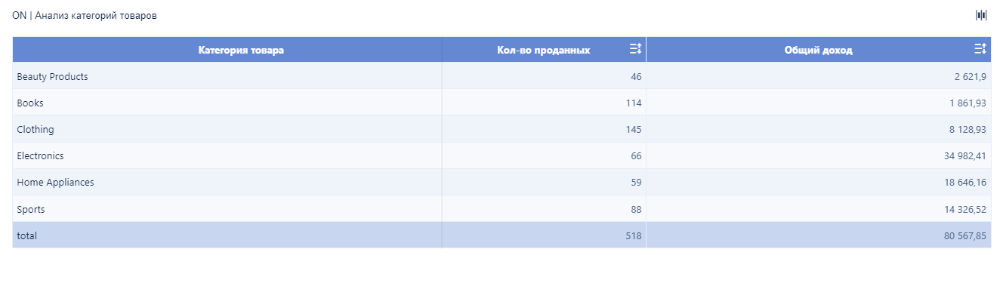 ON | Анализ категорий товаров
Категория товара Кол-во проданных Общий доход
Beauty Products 46 2 621,9
Books 114 1 861,93
Clothing 145 8 128,93
Electronics 66 34 982,41
Home Appliances 59 18 646,16
Sports 88 14 326,52
total 518 80 567,85